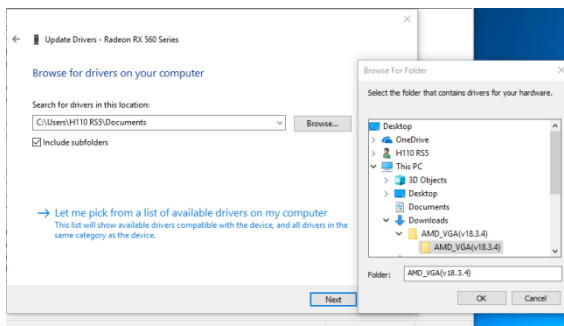 Update Drivers - Radeon RX 560 Series
Browse for drivers on your computer
Search for drivers in this location:
C:\Users\H110 RS5\Documents
Browse...
Include subfolders
Let me pick from a list of available drivers on my computer
This list will show available drivers compatible with the device, and all drivers in the
same category as the device.
Next
Browse For Folder
Select the folder that contains drivers for your hardware.
Desktop
OneDrive
H110 RS5
This PC
3D Objects
Desktop
Documents
Downloads
AMD_VGA(v18.3.4)
AMD_VGA(v18.3.4)
Folder:
AMD_VGA(v18.3.4)
OK
Cancel